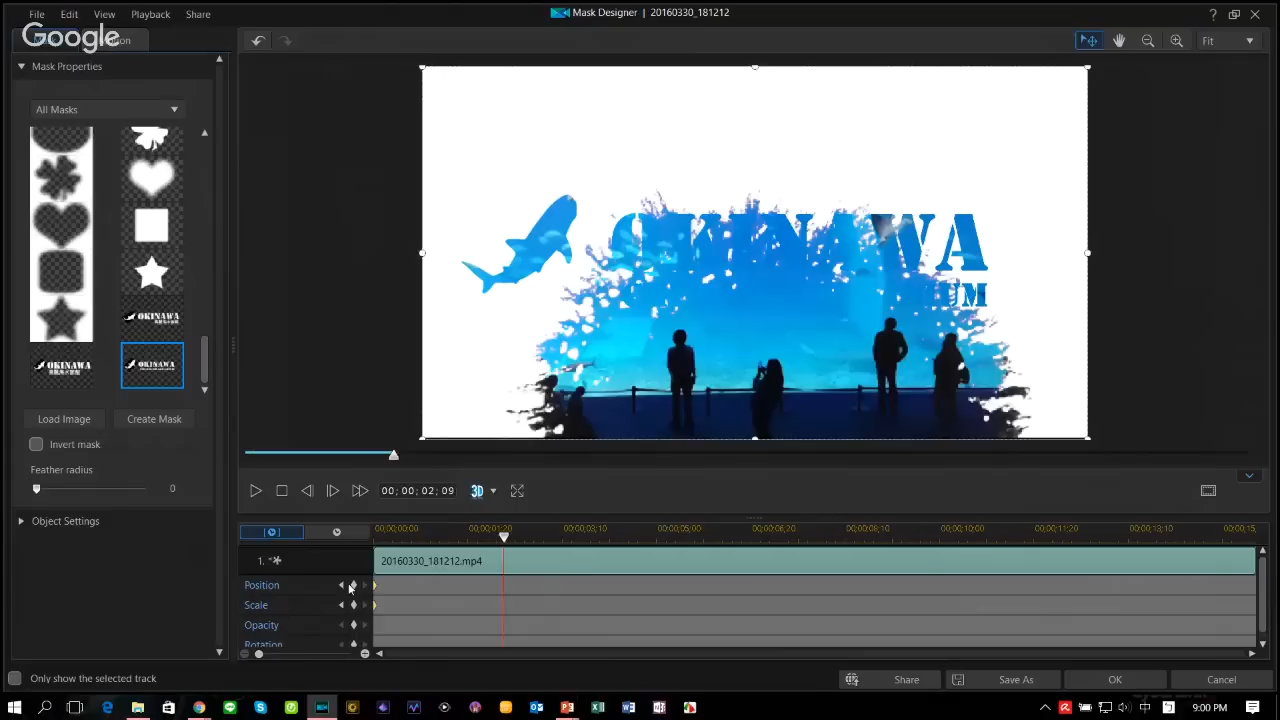 File Edit View Playback Share
Mask Designer | 20160330_181212
Google
Fit
Mask Properties
All Masks
OKINAWA
UM
OKINAWA
OKINAWA
OKINAWA
Load Image
Create Mask
Invert mask
Feather radius
0
00; 00; 02; 09
3D
Object Settings
00;00;00;00 00;00;01;20 00;00;03;10 00;00;05;00 00;00;06;20 00;00;08;10 00;00;10;00 00;00;11;20 00;00;13;10 00;00;15
1.
20160330_181212.mp4
Position
Scale
Opacity
Rotation
Only show the selected track
Share
Save As
OK
Cancel
中
9:00 PM